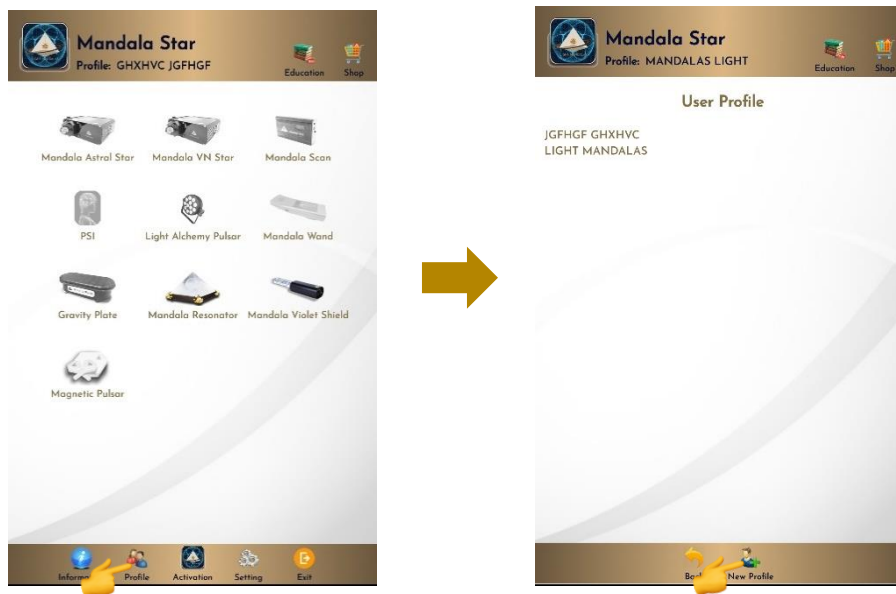 Mandala Star
Profile: GHXHVC JGFHGF
Education Shop
Mandala Astral Star Mandala VN Star Mandala Scan
PSI Light Alchemy Pulsar Mandala Wand
Gravity Plate Mandala Resonator Mandala Violet Shield
Magnetic Pulsar
Profile Activation Setting Exit
Mandala Star
Profile: MANDALAS LIGHT
Education Shop
User Profile
JGFHGF GHXHVC
LIGHT MANDALAS
New Profile